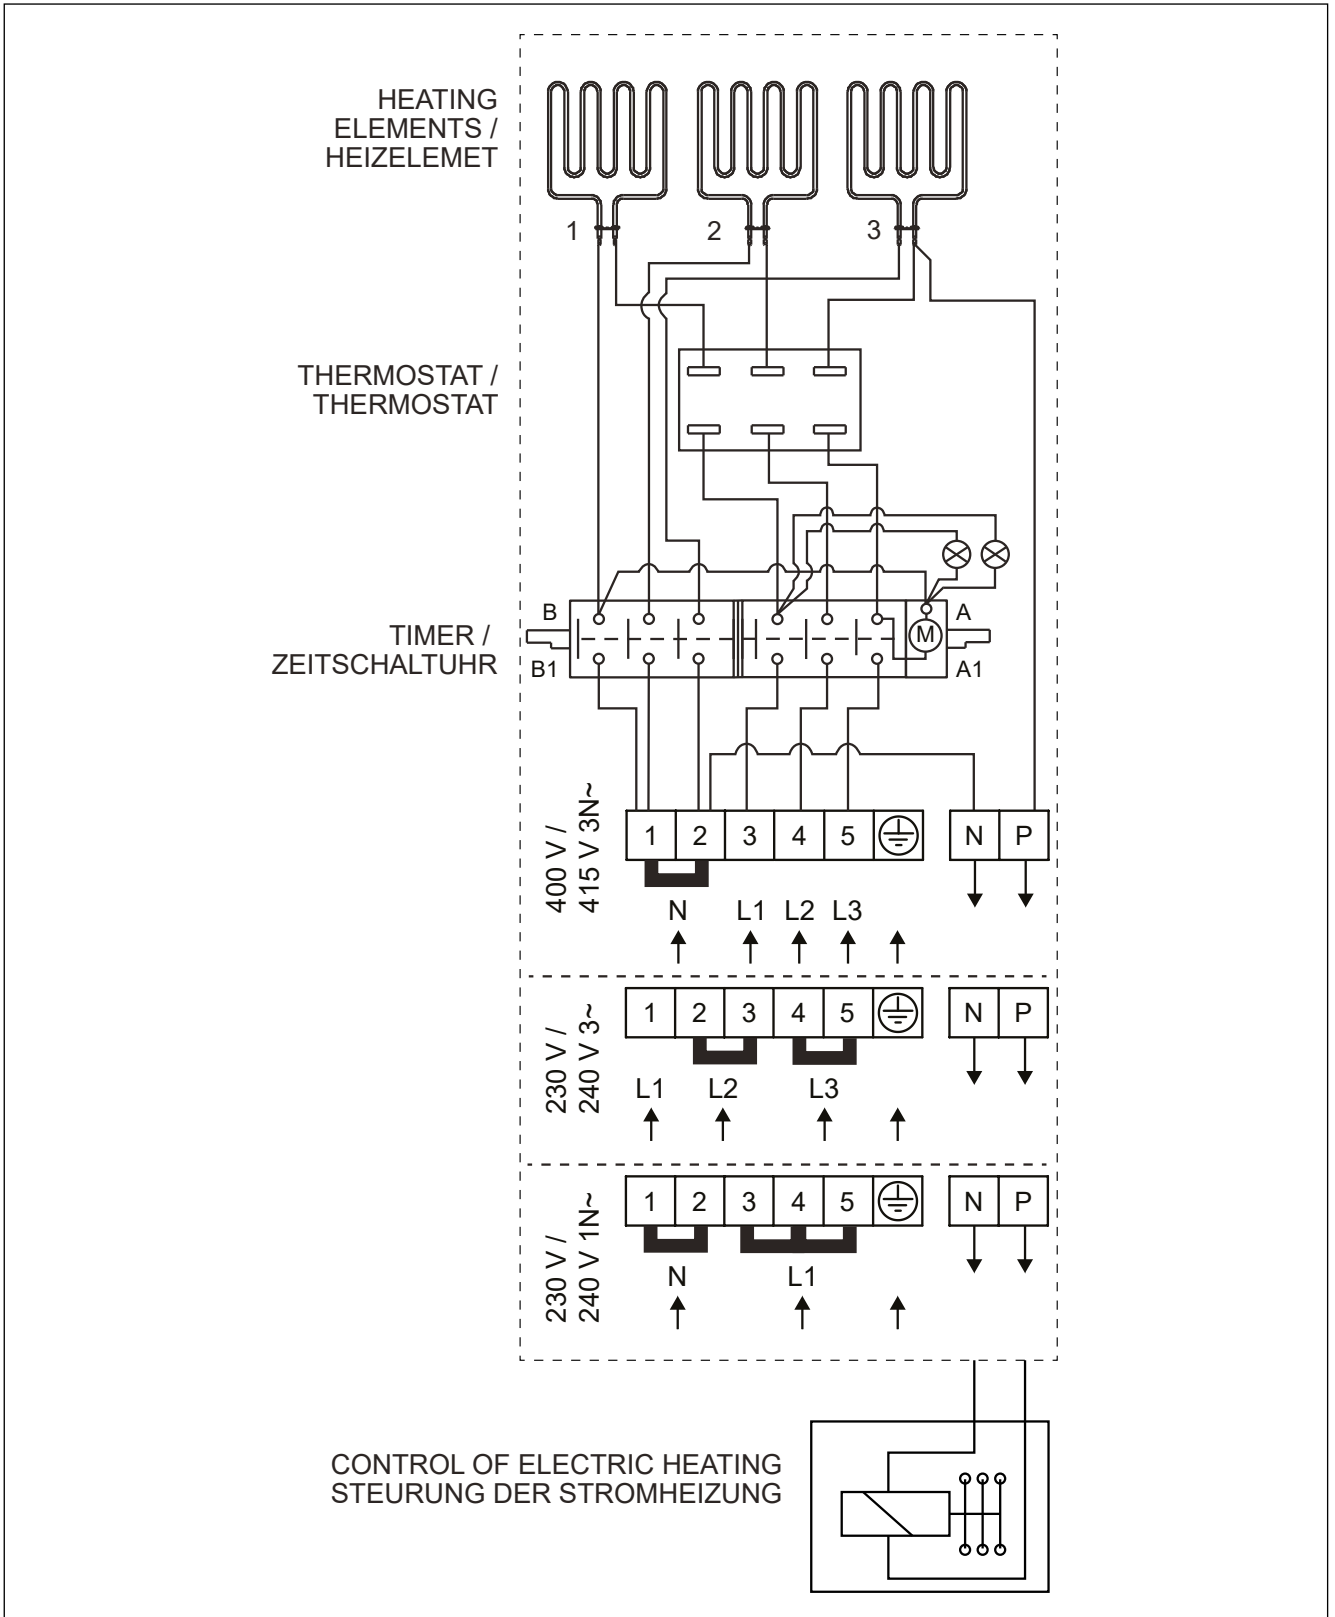 HEATING
ELEMENTS /
HEIZELEMET
1
2
3
THERMOSTAT /
THERMOSTAT
TIMER /
ZEITSCHALTUHR
B
B1
M
A
A1
400 V /
415 V 3N~
1 2 3 4 5 N P
N L1 L2 L3
230 V /
240 V 3~
1 2 3 4 5 N P
L1 L2 L3
230 V /
240 V 1N~
1 2 3 4 5 N P
N L1
CONTROL OF ELECTRIC HEATING
STEURUNG DER STROMHEIZUNG